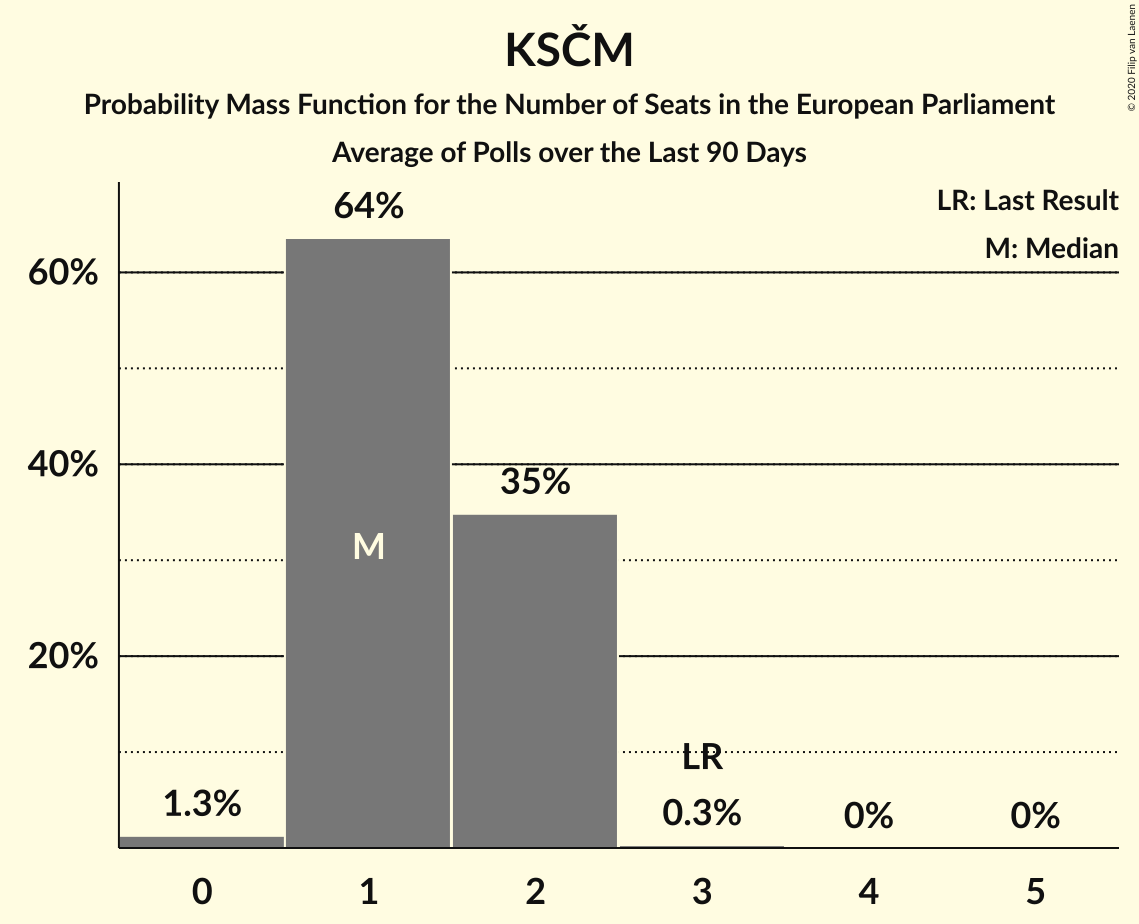 KSČM
Probability Mass Function for the Number of Seats in the European Parliament
Average of Polls over the Last 90 Days
© 2020 Filip van Laenen
LR: Last Result
M: Median
60%
40%
20%
1.3%
64%
M
35%
LR
0.3%
0%
0%
0
1
2
3
4
5